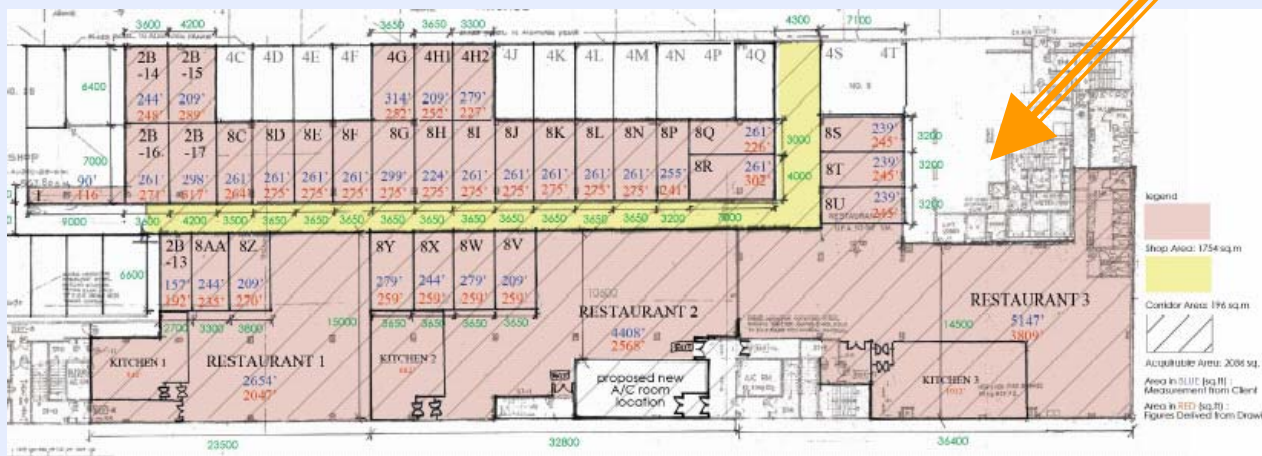 3600 4200 3650 3650 3300 4300 7100
2B -14 2B -15 4C 4D 4E 4F 4G 4H1 4H2 4J 4K 4L 4M 4N 4P 4Q 4S 4T
6400
244' 209' 314' 209' 279'
248' 289' 282' 252' 227'
NO. 5
2B -16 2B -17 8C 8D 8E 8F 8G 8H 8I 8J 8K 8L 8N 8P 8Q 261' 226' 8S 239' 245'
3000 3200
7000
8R 261' 302' 8T 239' 245'
4000 3200
90' 261' 298' 261' 261' 261' 261' 299' 224' 261' 261' 261' 261' 261' 255'
116' 271' 317' 264' 275' 275' 275' 275' 275' 275' 275' 275' 275' 275' 241'
8U 239' 245'
3200
9000 3600 4200 3500 3650 3650 3650 3650 3650 3650 3650 3650 3650 3650 3200 7000
2B -13 8AA 8Z 8Y 8X 8W 8V
6600
157' 244' 209' 279' 244' 279' 209'
192' 235' 270' 259' 259' 259' 259'
2700 3300 3800 15000 3650 3650 3650 3650
10600
RESTAURANT 2
4408'
2568'
RESTAURANT 3
5147'
3809'
14500
KITCHEN 1
RESTAURANT 1
2654'
2047'
KITCHEN 2
KITCHEN 3
proposed new
A/C room
location
A/C RM
23500 32800 36400
legend
Shop Area: 1754 sq.m
Corridor Area: 196 sq.m
Acquirable Area: 2086 sq.
Area in BLUE (sq.ft) :
Measurement from Client
Area in RED (sq.ft) :
Figures Derived from Drawi